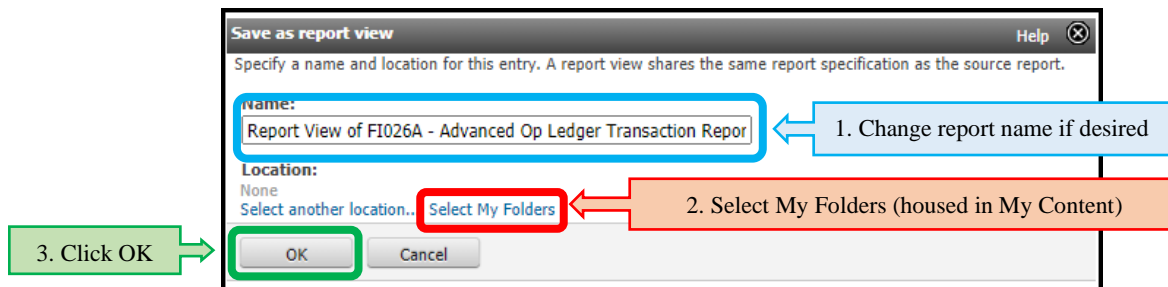 Save as report view Help
Specify a name and location for this entry. A report view shares the same report specification as the source report.
Name:
Report View of FI026A - Advanced Op Ledger Transaction Repor
1. Change report name if desired
Location:
None
Select another location... Select My Folders
2. Select My Folders (housed in My Content)
3. Click OK
OK Cancel